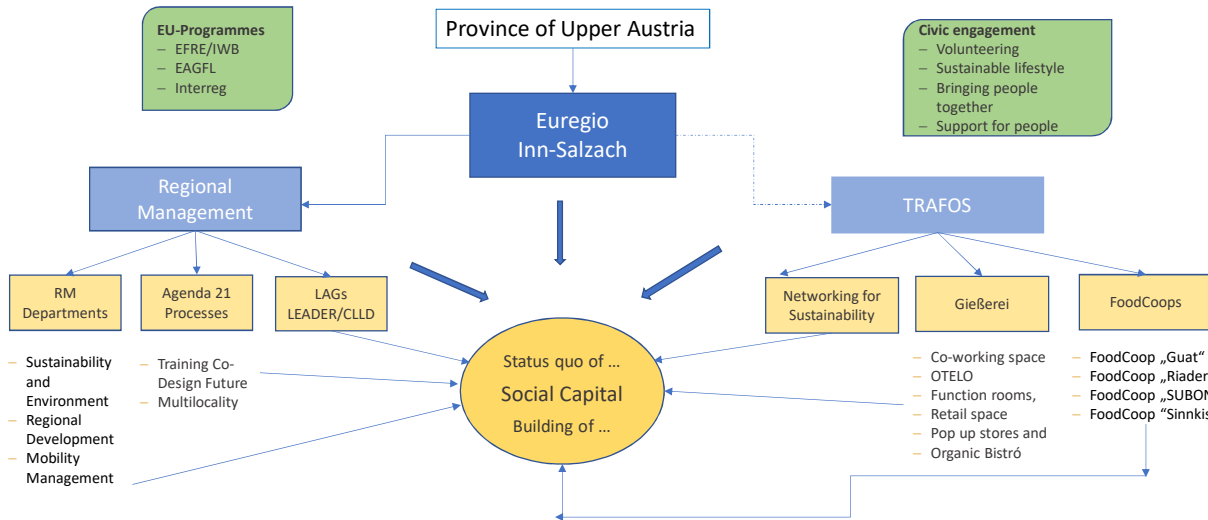 EU-Programmes
– EFRE/IWB
– EAGFL
– Interreg
Province of Upper Austria
Civic engagement
– Volunteering
– Sustainable lifestyle
– Bringing people
together
– Support for people
Euregio
Inn-Salzach
Regional
Management
TRAFOS
RM
Departments
Agenda 21
Processes
LAGs
LEADER/CLLD
Networking for
Sustainability
Gießerei
FoodCoops
– Sustainability
and
Environment
– Regional
Development
– Mobility
Management
– Training Co-
Design Future
– Multilocality
Status quo of ...
Social Capital
Building of ...
– Co-working space
– OTELO
– Function rooms,
– Retail space
– Pop up stores and
– Organic Bistró
– FoodCoop „Guat“
– FoodCoop „Riader
– FoodCoop „SUBON
– FoodCoop “Sinnkis